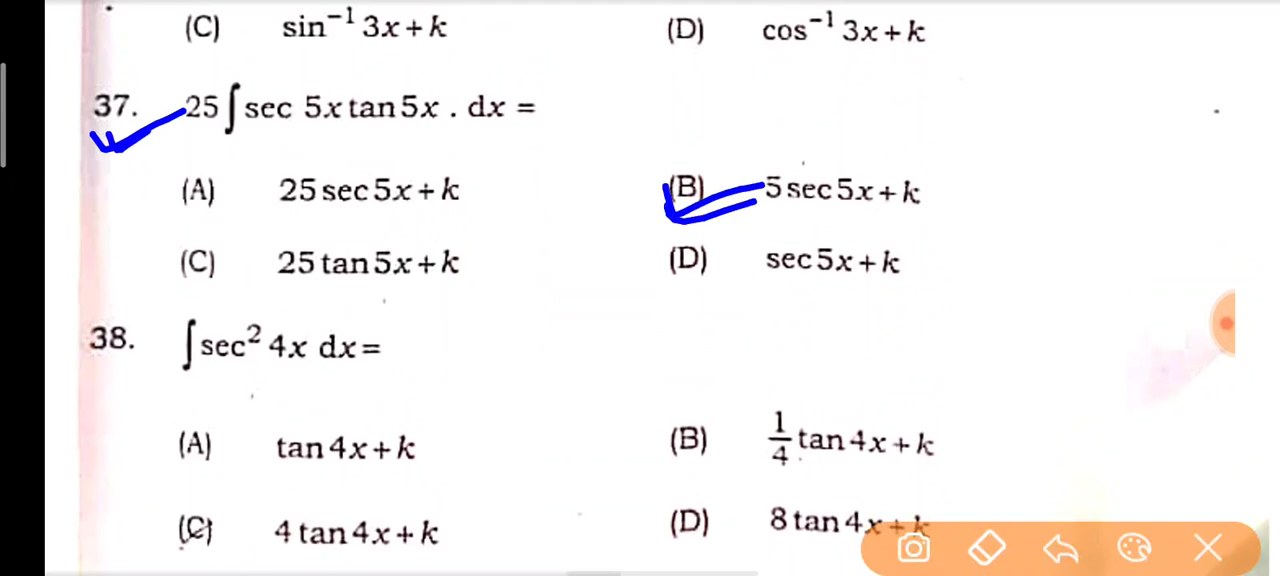 (C) sin⁻¹ 3x + k (D) cos⁻¹ 3x + k
37. 25 ∫ sec 5x tan 5x . dx =
(A) 25 sec 5x + k (B) 5 sec 5x + k
(C) 25 tan 5x + k (D) sec 5x + k
38. ∫ sec² 4x dx =
(A) tan 4x + k (B) 1/4 tan 4x + k
(C) 4 tan 4x + k (D) 8 tan 4x + k